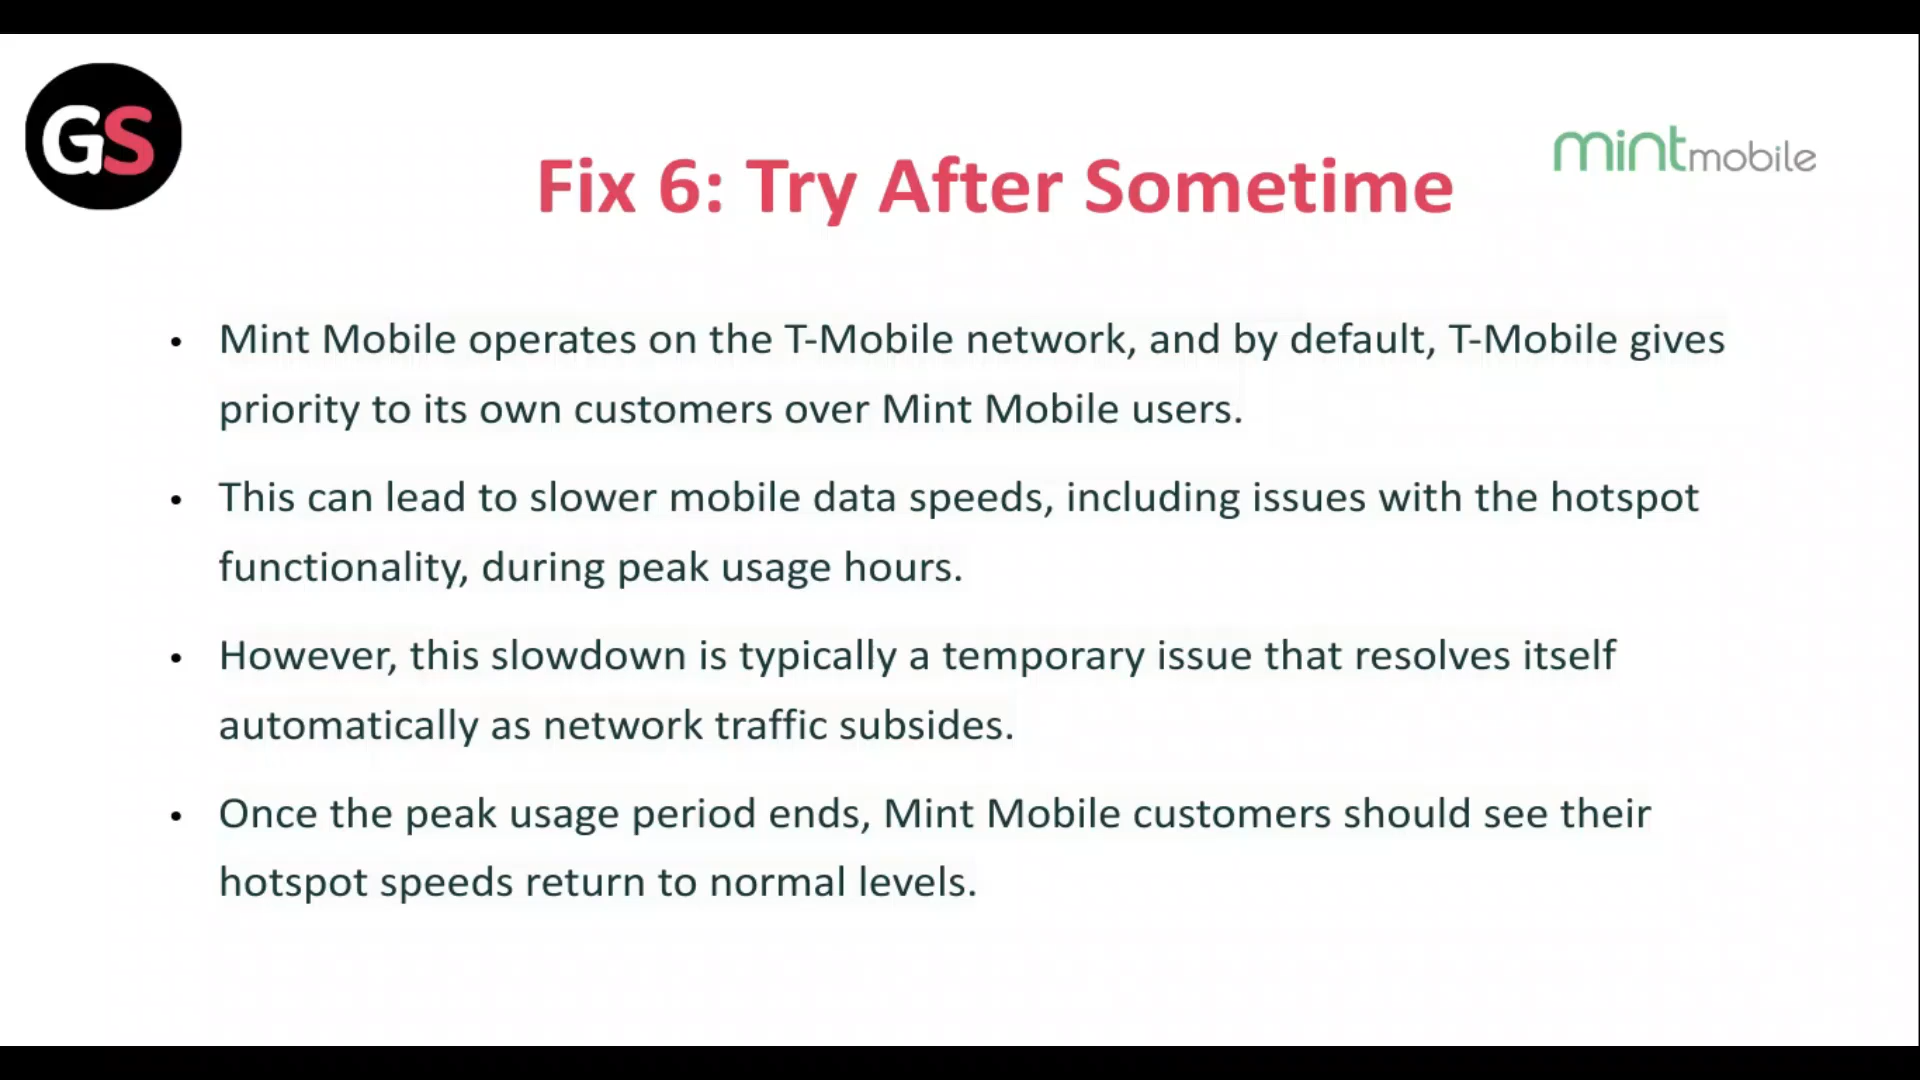 GS
mintmobile
Fix 6: Try After Sometime
• Mint Mobile operates on the T-Mobile network, and by default, T-Mobile gives
priority to its own customers over Mint Mobile users.
• This can lead to slower mobile data speeds, including issues with the hotspot
functionality, during peak usage hours.
• However, this slowdown is typically a temporary issue that resolves itself
automatically as network traffic subsides.
• Once the peak usage period ends, Mint Mobile customers should see their
hotspot speeds return to normal levels.